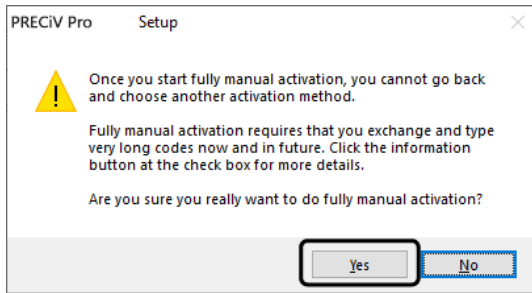 PRECiV Pro Setup
Once you start fully manual activation, you cannot go back
and choose another activation method.
Fully manual activation requires that you exchange and type
very long codes now and in future. Click the information
button at the check box for more details.
Are you sure you really want to do fully manual activation?
Yes No